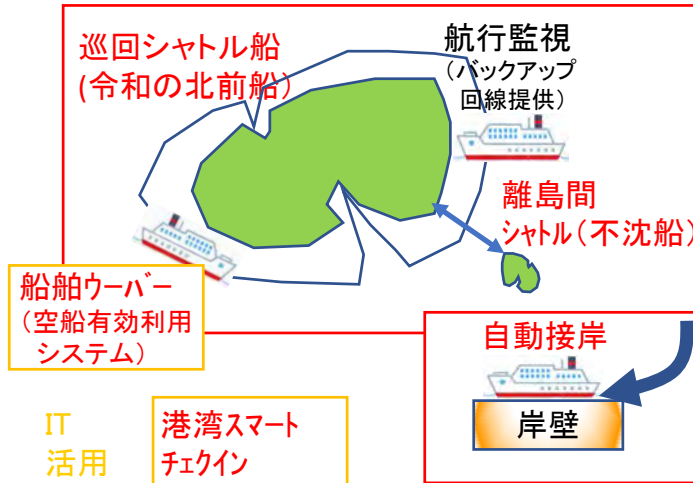 巡回シャトル船
(令和の北前船)
航行監視
(バックアップ
回線提供)
離島間
シャトル(不沈船)
船舶ウーバー
(空船有効利用
システム)
自動接岸
岸壁
IT
活用
港湾スマート
チェクイン